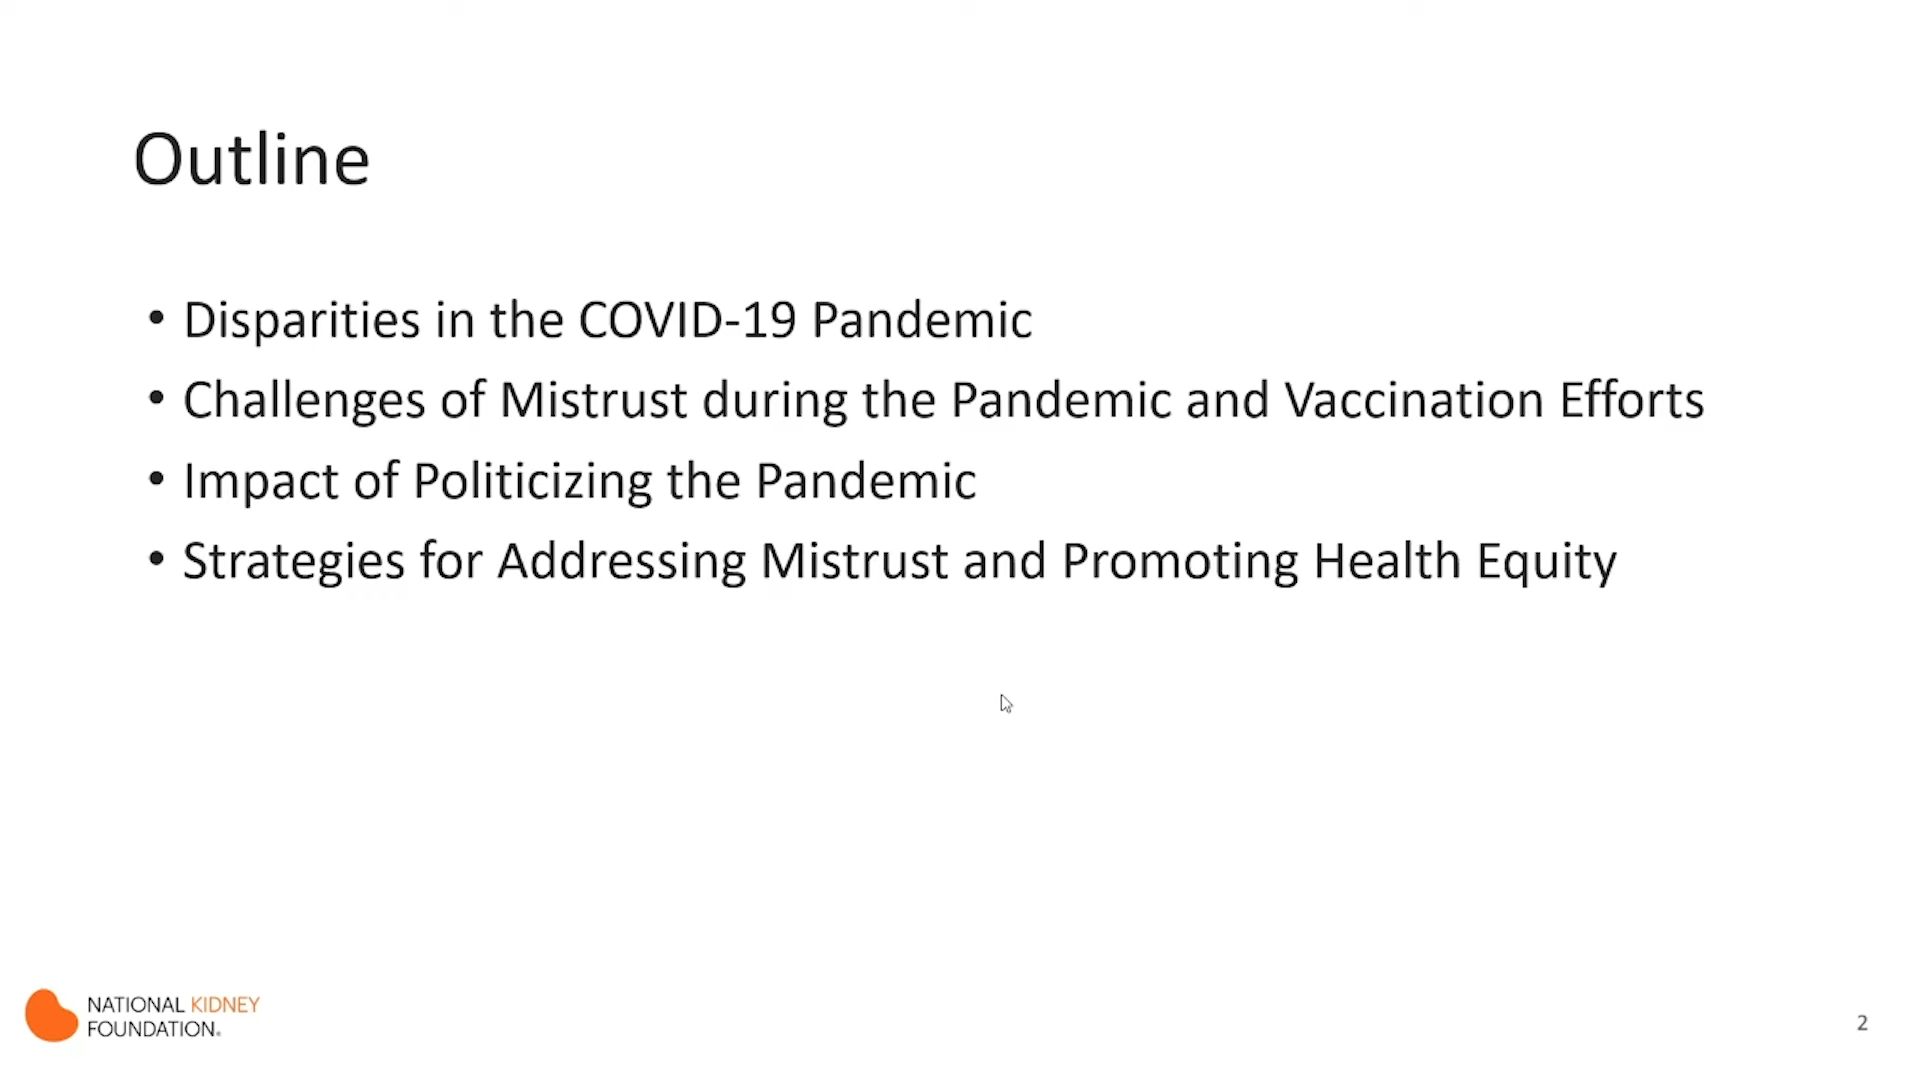 Outline
• Disparities in the COVID-19 Pandemic
• Challenges of Mistrust during the Pandemic and Vaccination Efforts
• Impact of Politicizing the Pandemic
• Strategies for Addressing Mistrust and Promoting Health Equity
NATIONAL KIDNEY
FOUNDATION®
2